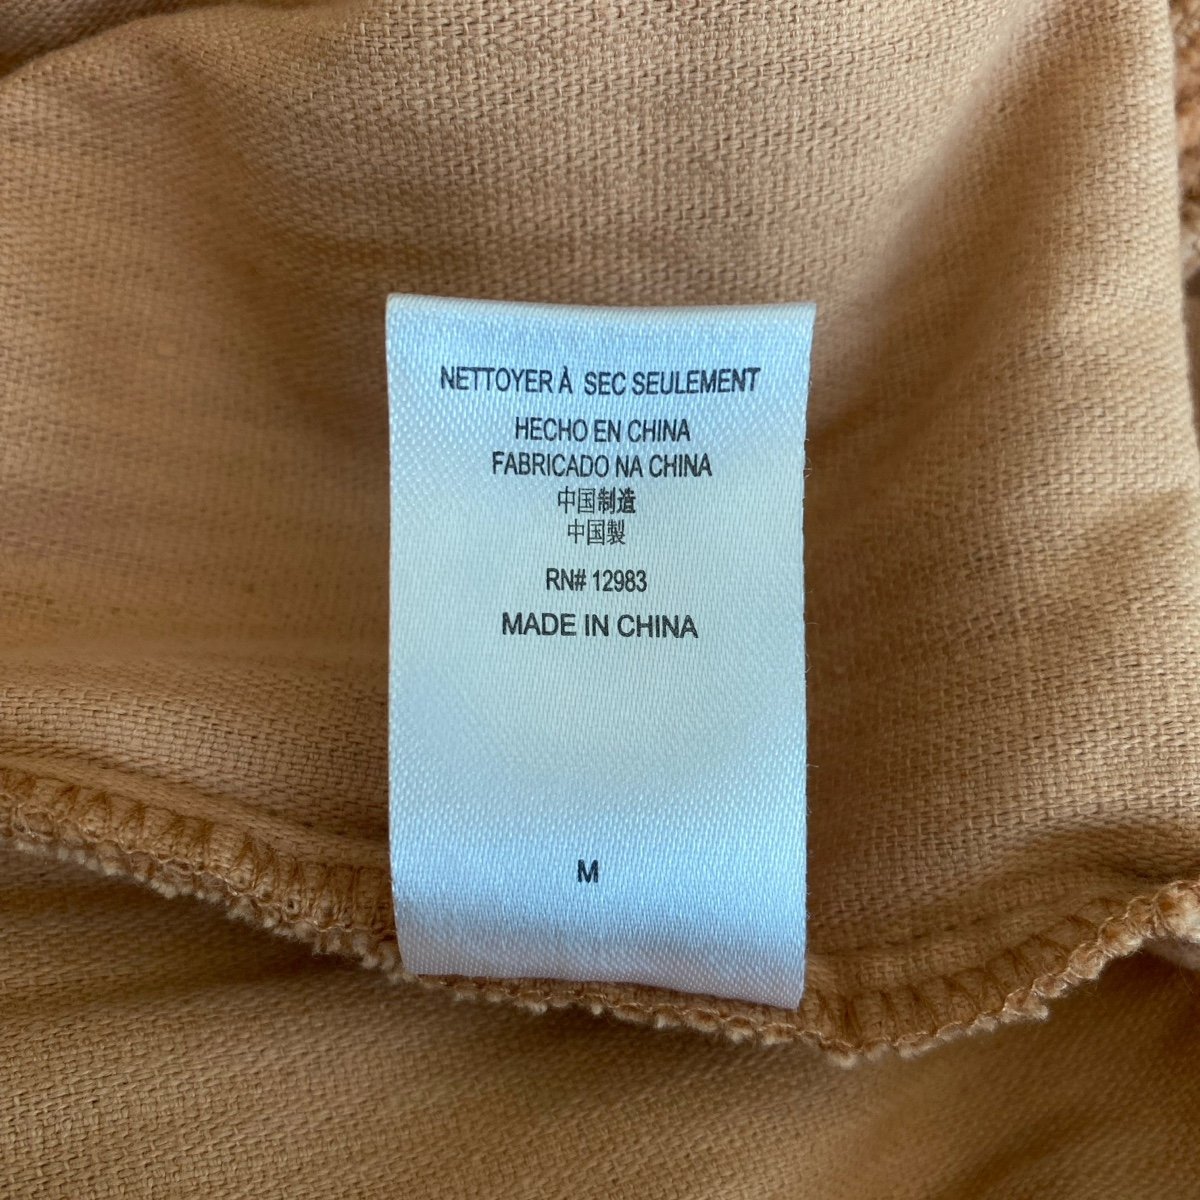 NETTOYER À SEC SEULEMENT
HECHO EN CHINA
FABRICADO NA CHINA
中国制造
中国製
RN# 12983
MADE IN CHINA
M